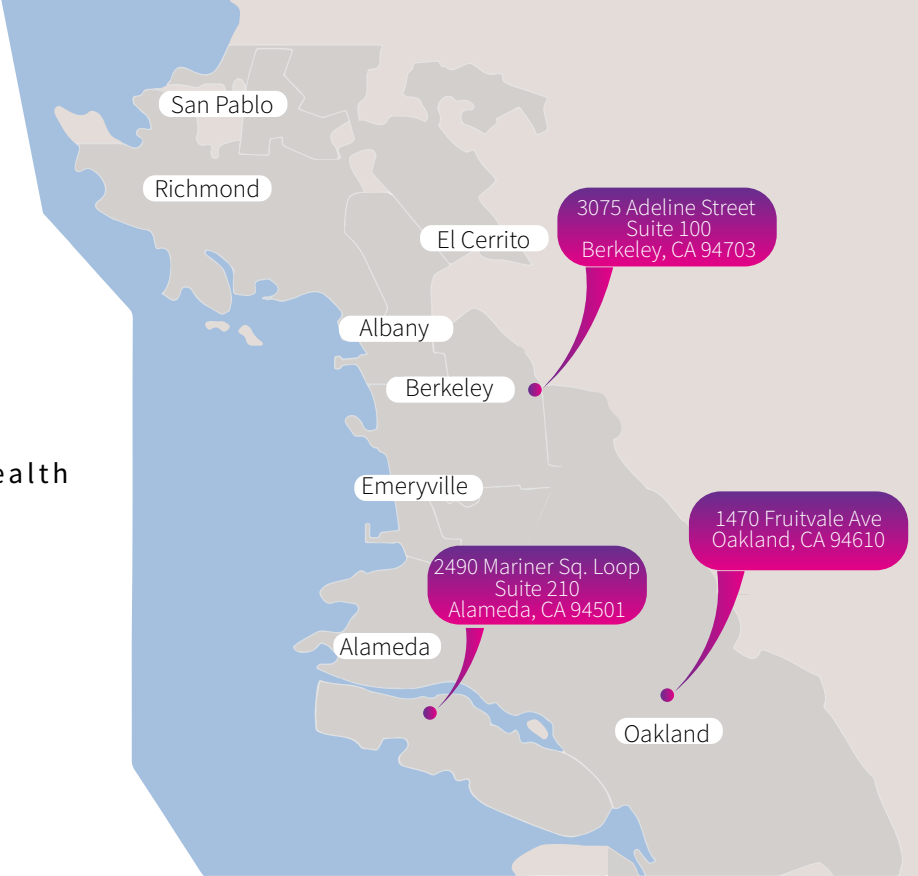 San Pablo
Richmond
3075 Adeline Street
Suite 100
Berkeley, CA 94703
El Cerrito
Albany
Berkeley
ealth
Emeryville
1470 Fruitvale Ave
Oakland, CA 94610
2490 Mariner Sq. Loop
Suite 210
Alameda, CA 94501
Alameda
Oakland